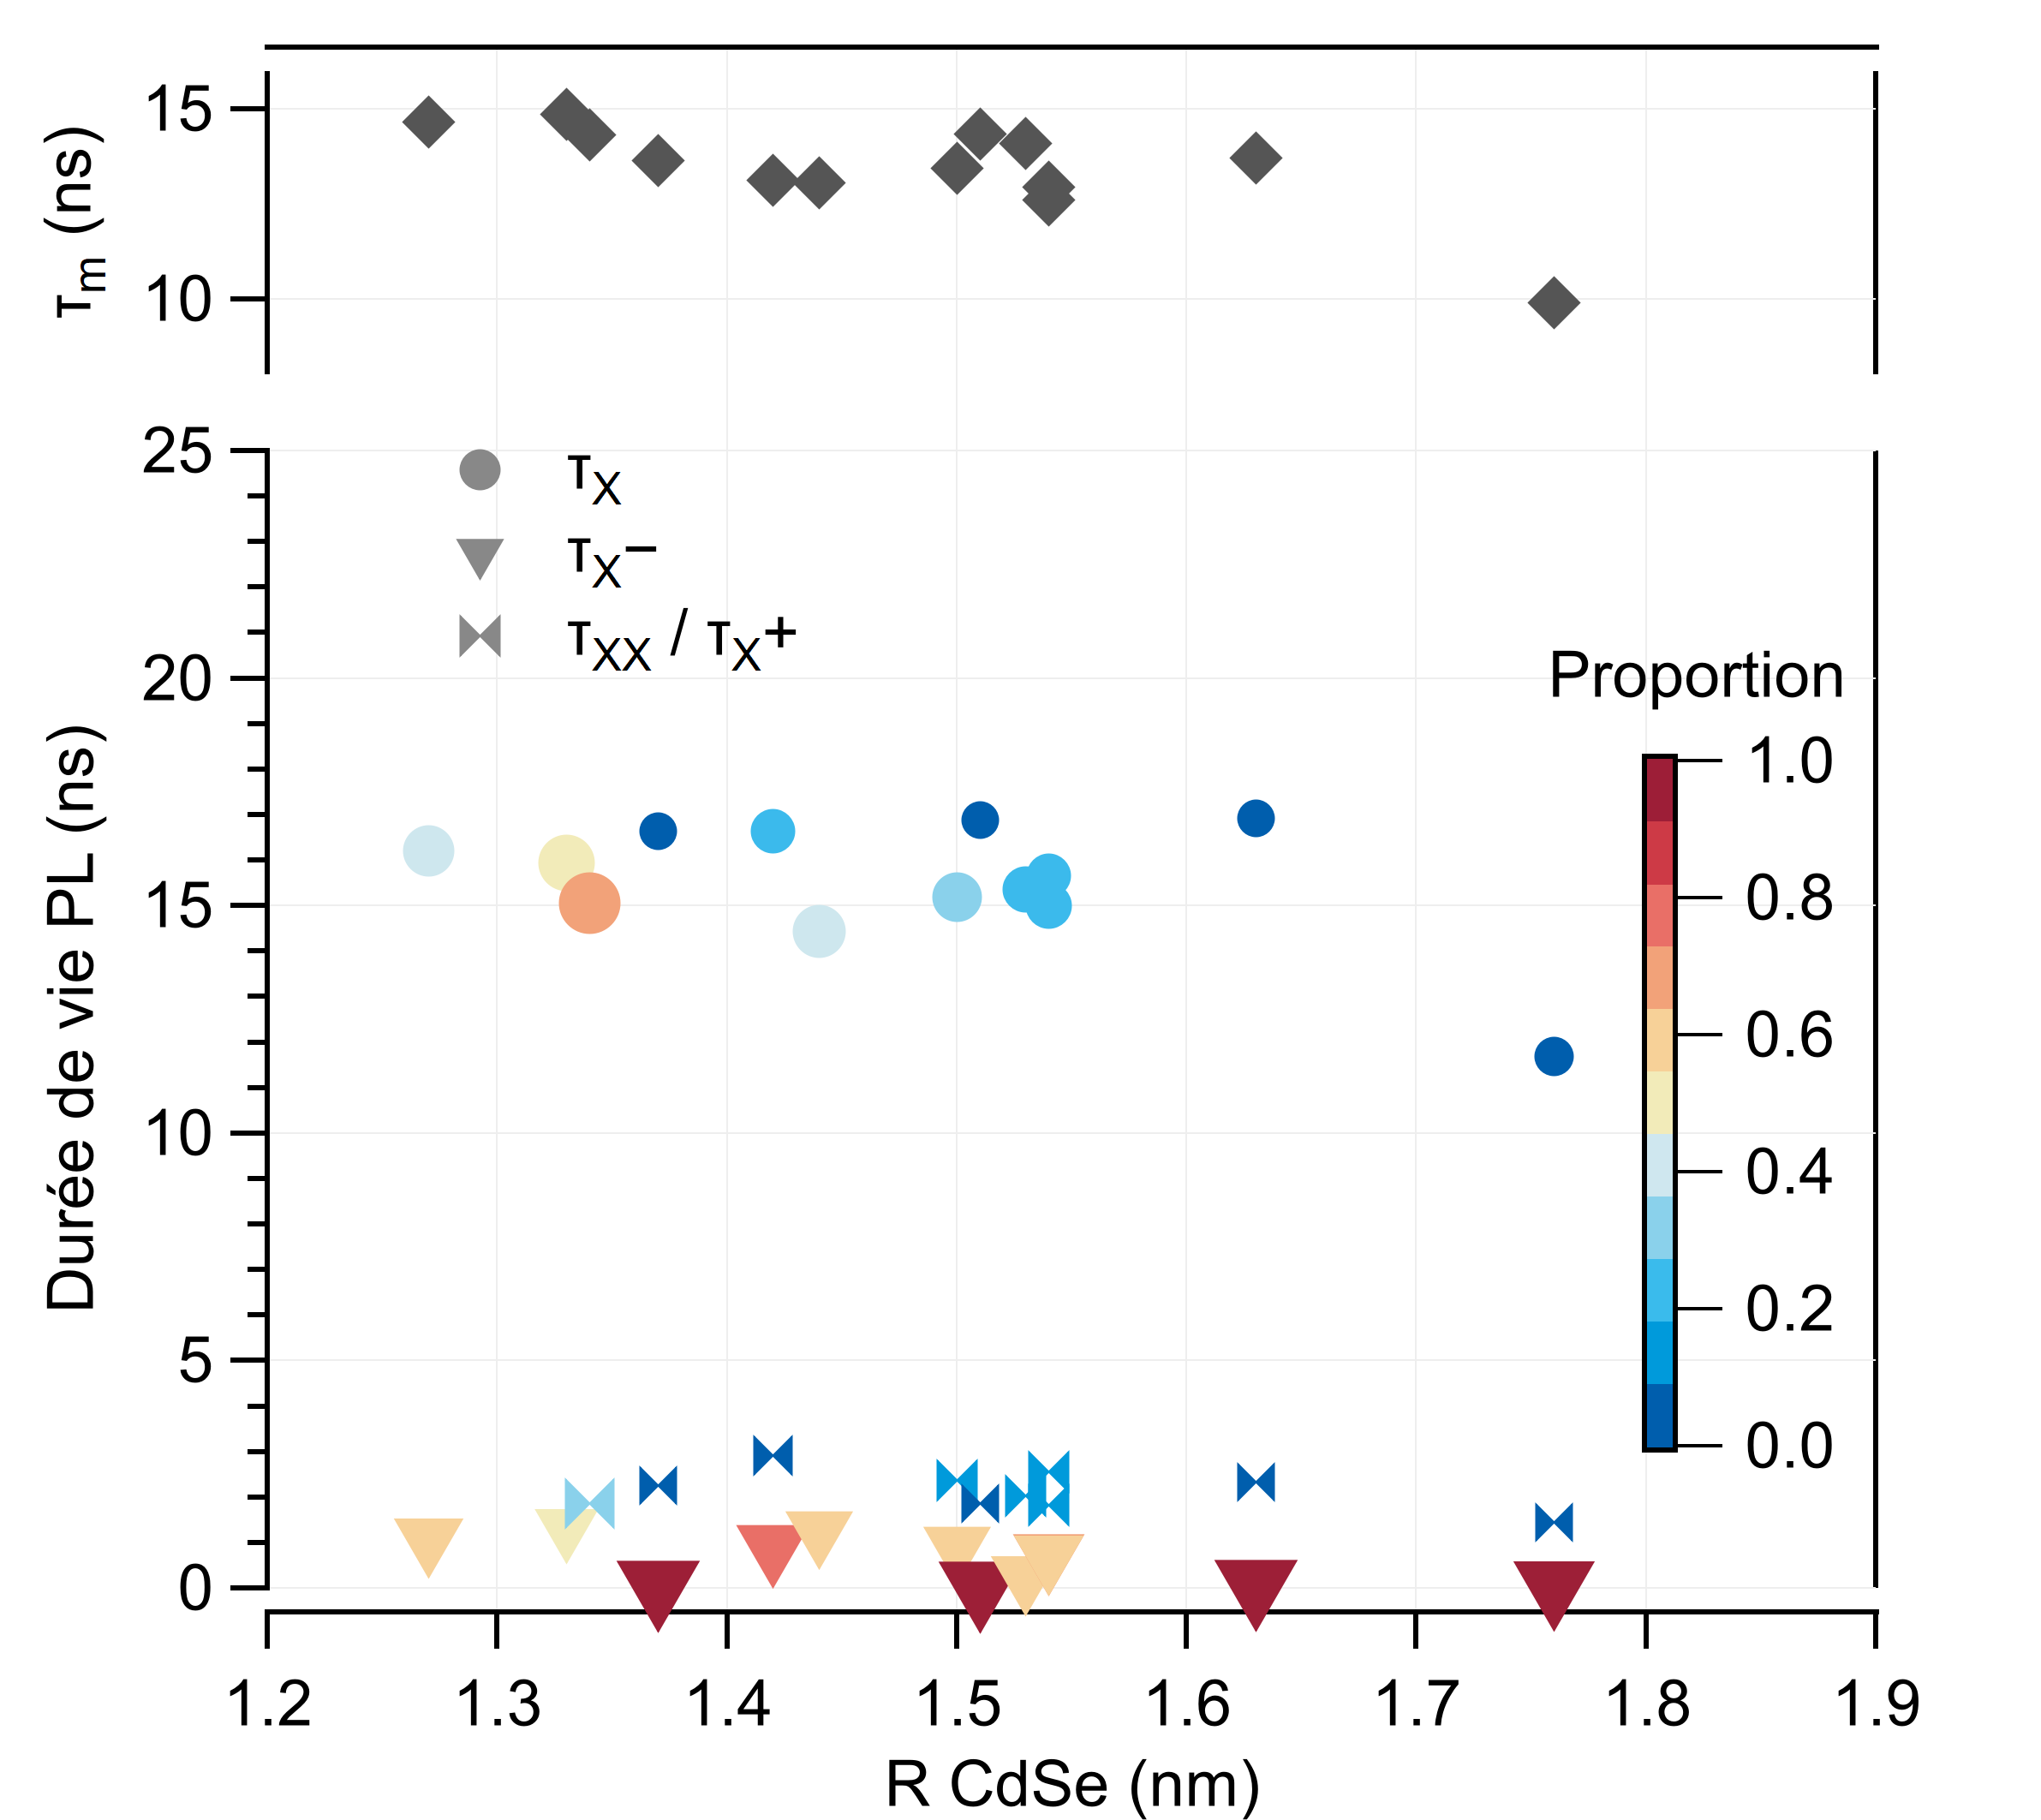 τm (ns)
15
10
Durée de vie PL (ns)
25
20
15
10
5
0
τX
τX−
τXX / τX+
Proportion
1.0
0.8
0.6
0.4
0.2
0.0
1.2 1.3 1.4 1.5 1.6 1.7 1.8 1.9
R CdSe (nm)